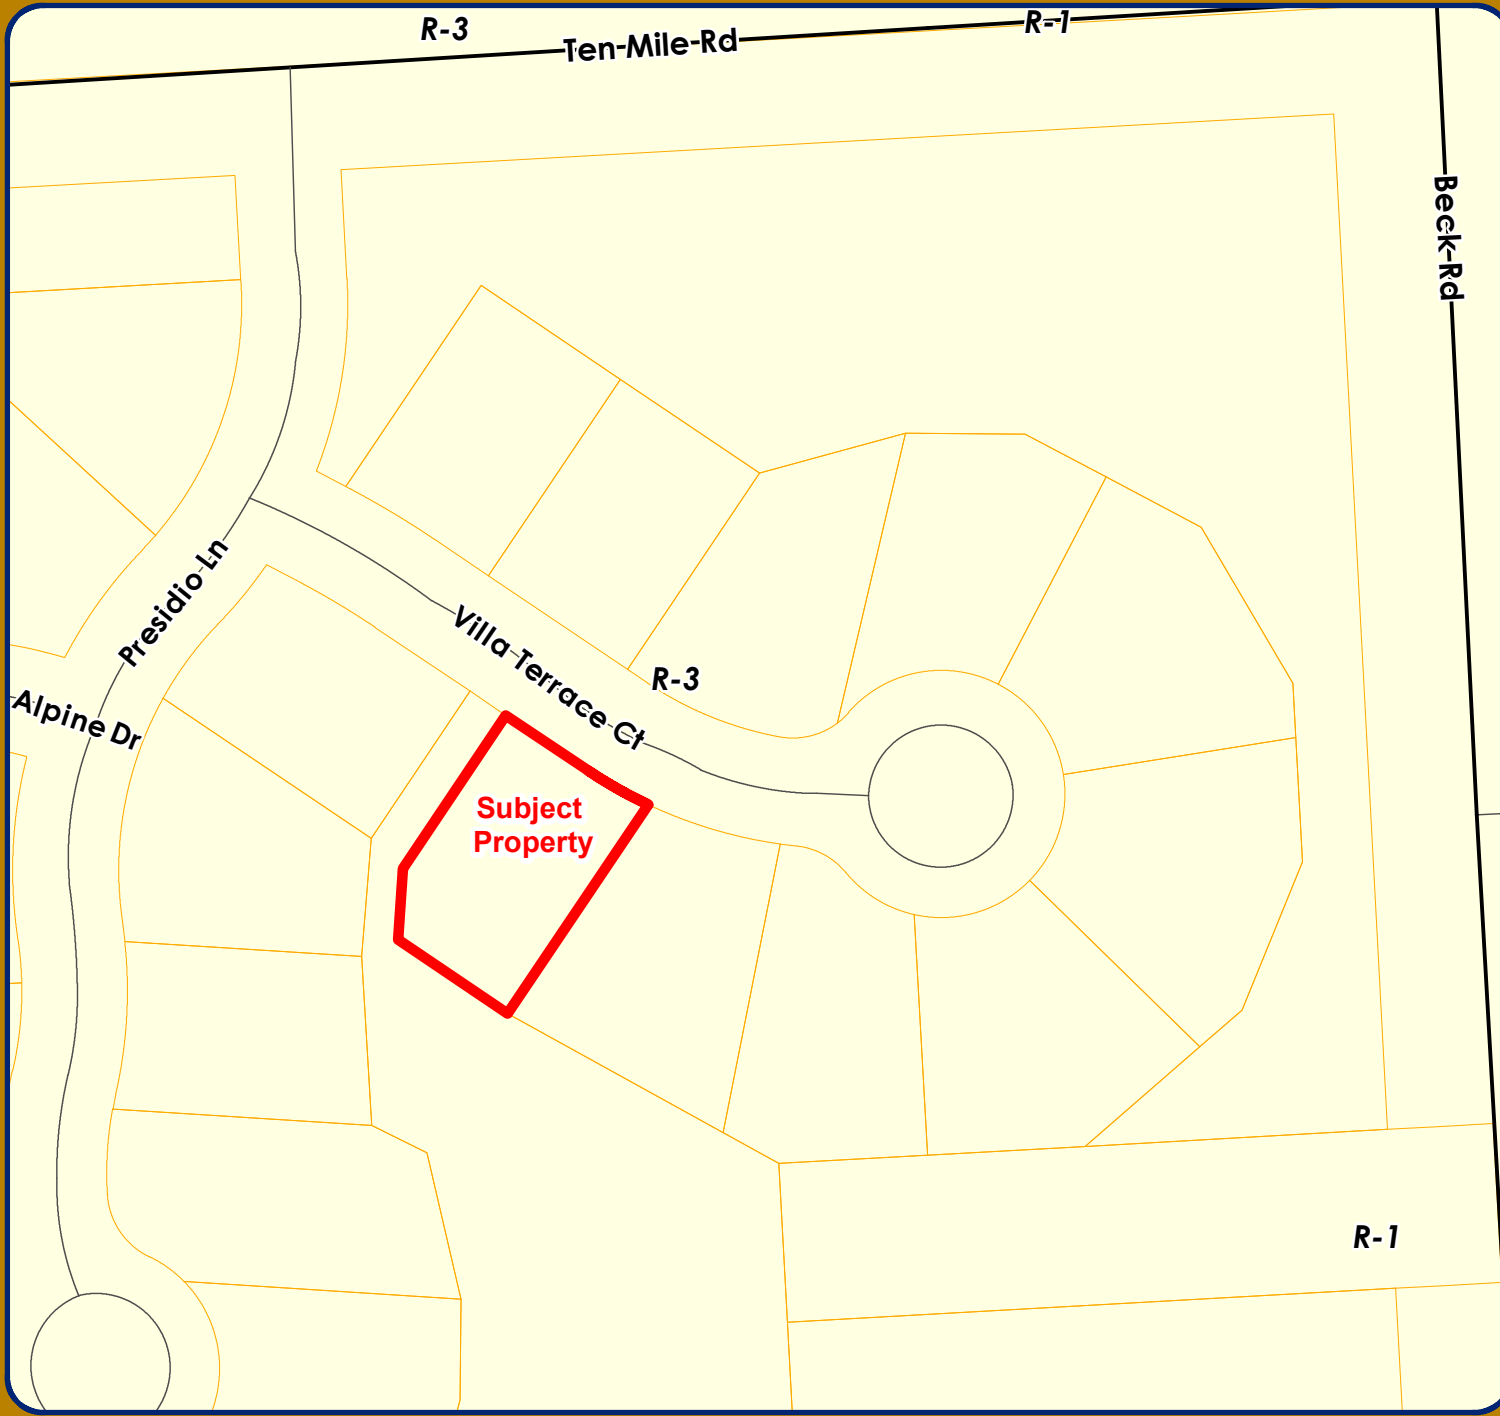 R-3
R-1
Ten-Mile-Rd
Beck-Rd
Presidio-Ln
Villa-Terrace-Ct
R-3
Alpine Dr
Subject
Property
R-1